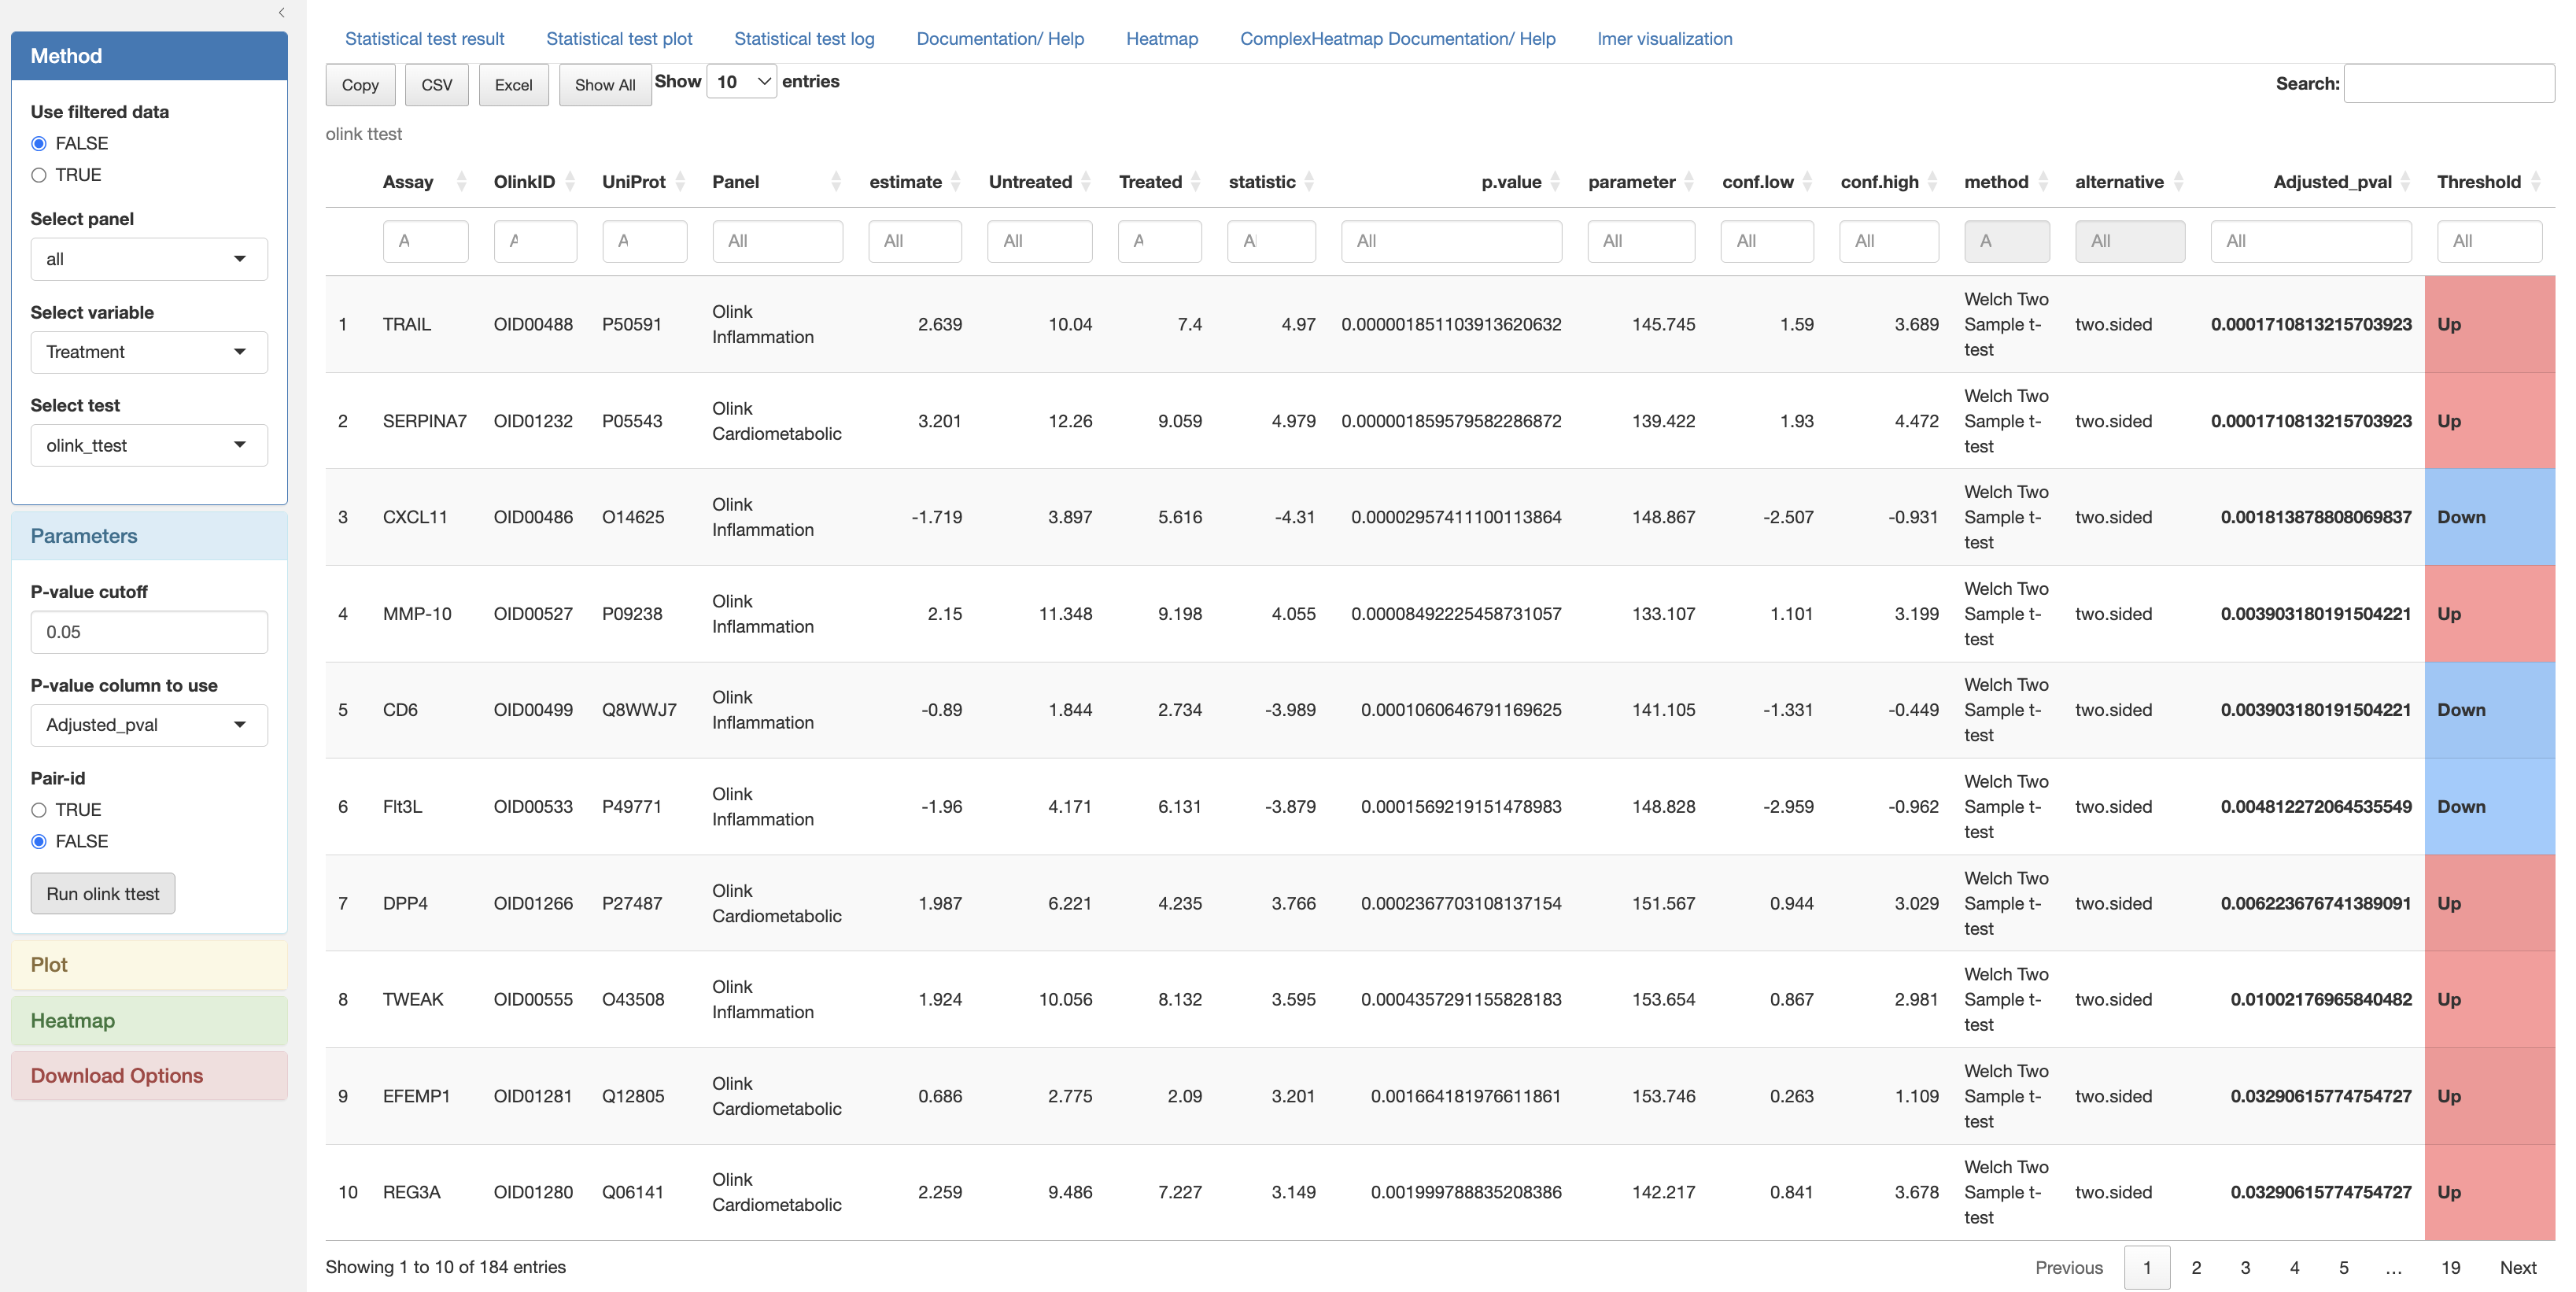 Method
Use filtered data
FALSE
TRUE
Select panel
all
Select variable
Treatment
Select test
olink_ttest
Parameters
P-value cutoff
0.05
P-value column to use
Adjusted_pval
Pair-id
TRUE
FALSE
Run olink ttest
Plot
Heatmap
Download Options
Statistical test result Statistical test plot Statistical test log Documentation/ Help Heatmap ComplexHeatmap Documentation/ Help lmer visualization
Copy CSV Excel Show All Show 10 entries Search:
olink ttest
Assay OlinkID UniProt Panel estimate Untreated Treated statistic p.value parameter conf.low conf.high method alternative Adjusted_pval Threshold
A A A All All All A Al All All All All A All All All
1 TRAIL OID00488 P50591 Olink Inflammation 2.639 10.04 7.4 4.97 0.000001851103913620632 145.745 1.59 3.689 Welch Two Sample t-test two.sided 0.0001710813215703923 Up
2 SERPINA7 OID01232 P05543 Olink Cardiometabolic 3.201 12.26 9.059 4.979 0.000001859579582286872 139.422 1.93 4.472 Welch Two Sample t-test two.sided 0.0001710813215703923 Up
3 CXCL11 OID00486 O14625 Olink Inflammation -1.719 3.897 5.616 -4.31 0.00002957411100113864 148.867 -2.507 -0.931 Welch Two Sample t-test two.sided 0.001813878808069837 Down
4 MMP-10 OID00527 P09238 Olink Inflammation 2.15 11.348 9.198 4.055 0.00008492225458731057 133.107 1.101 3.199 Welch Two Sample t-test two.sided 0.003903180191504221 Up
5 CD6 OID00499 Q8WWJ7 Olink Inflammation -0.89 1.844 2.734 -3.989 0.0001060646791169625 141.105 -1.331 -0.449 Welch Two Sample t-test two.sided 0.003903180191504221 Down
6 Flt3L OID00533 P49771 Olink Inflammation -1.96 4.171 6.131 -3.879 0.0001569219151478983 148.828 -2.959 -0.962 Welch Two Sample t-test two.sided 0.004812272064535549 Down
7 DPP4 OID01266 P27487 Olink Cardiometabolic 1.987 6.221 4.235 3.766 0.0002367703108137154 151.567 0.944 3.029 Welch Two Sample t-test two.sided 0.006223676741389091 Up
8 TWEAK OID00555 O43508 Olink Inflammation 1.924 10.056 8.132 3.595 0.0004357291155828183 153.654 0.867 2.981 Welch Two Sample t-test two.sided 0.01002176965840482 Up
9 EFEMP1 OID01281 Q12805 Olink Cardiometabolic 0.686 2.775 2.09 3.201 0.001664181976611861 153.746 0.263 1.109 Welch Two Sample t-test two.sided 0.03290615774754727 Up
10 REG3A OID01280 Q06141 Olink Cardiometabolic 2.259 9.486 7.227 3.149 0.001999788835208386 142.217 0.841 3.678 Welch Two Sample t-test two.sided 0.03290615774754727 Up
Showing 1 to 10 of 184 entries Previous 1 2 3 4 5 … 19 Next